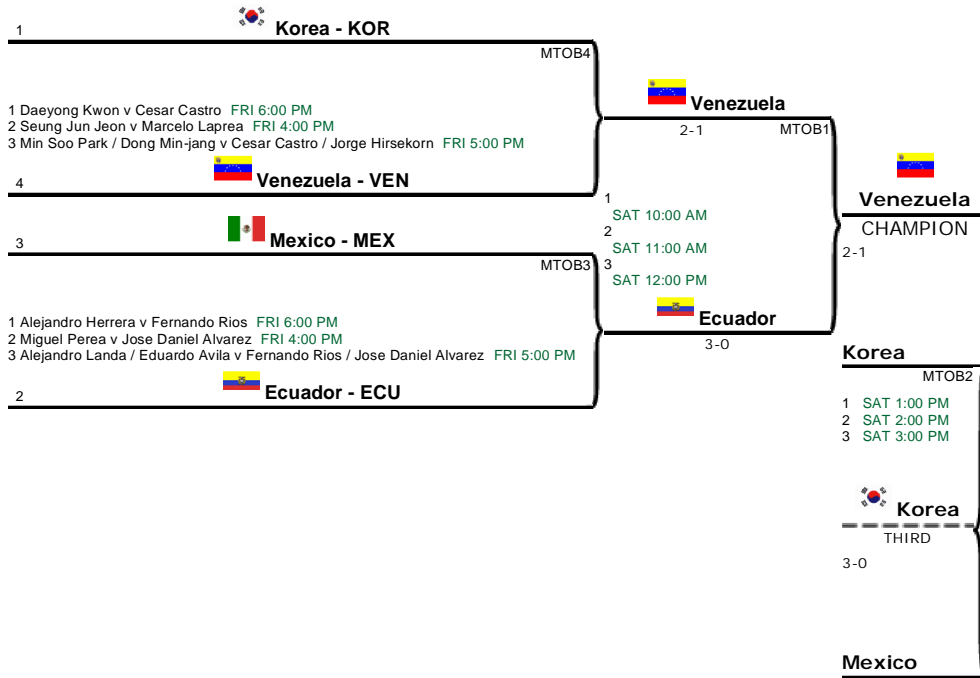 1
Korea - KOR
MTOB4
1 Daeyong Kwon v Cesar Castro FRI 6:00 PM
2 Seung Jun Jeon v Marcelo Laprea FRI 4:00 PM
3 Min Soo Park / Dong Min-jang v Cesar Castro / Jorge Hirsekorn FRI 5:00 PM
4
Venezuela - VEN
Venezuela
2-1
MTOB1
3
Mexico - MEX
MTOB3
1 Alejandro Herrera v Fernando Rios FRI 6:00 PM
2 Miguel Perea v Jose Daniel Alvarez FRI 4:00 PM
3 Alejandro Landa / Eduardo Avila v Fernando Rios / Jose Daniel Alvarez FRI 5:00 PM
2
Ecuador - ECU
1
SAT 10:00 AM
2
SAT 11:00 AM
3
SAT 12:00 PM
Ecuador
3-0
Venezuela
CHAMPION
2-1
Korea
MTOB2
1 SAT 1:00 PM
2 SAT 2:00 PM
3 SAT 3:00 PM
Korea
THIRD
3-0
Mexico